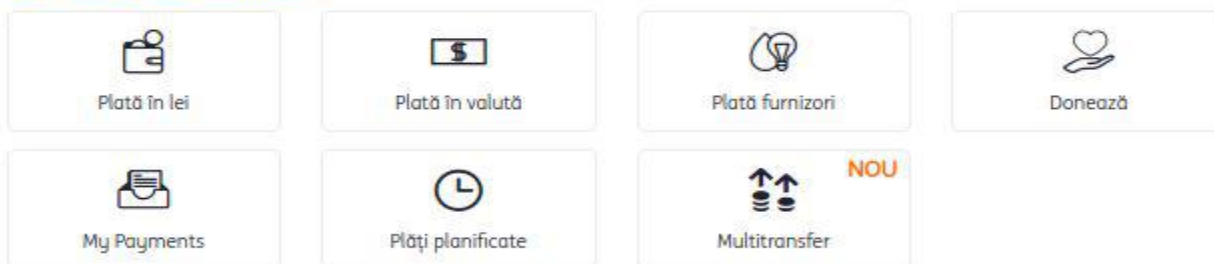 Plată în lei
Plată în valută
Plată furnizori
Donează
My Payments
Plăți planificate
NOU
Multitransfer